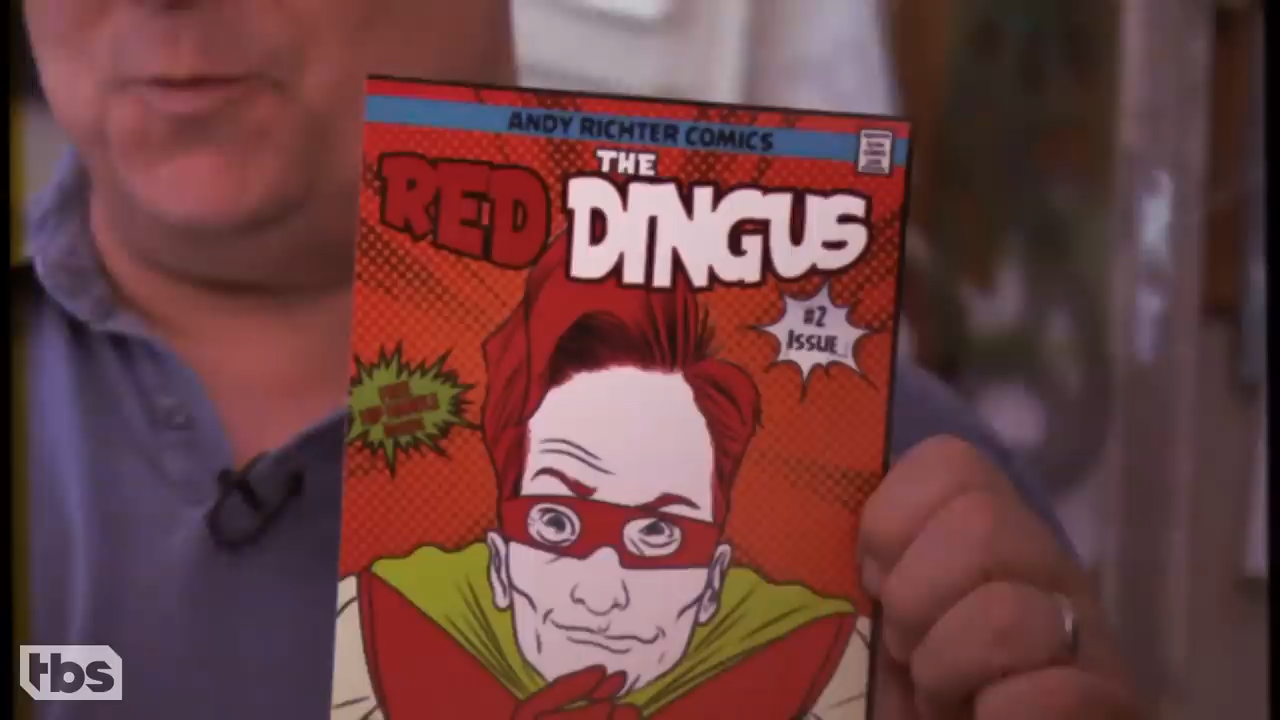 ANDY RICHTER COMICS
THE
RED DINGUS
#2
ISSUE
tbs